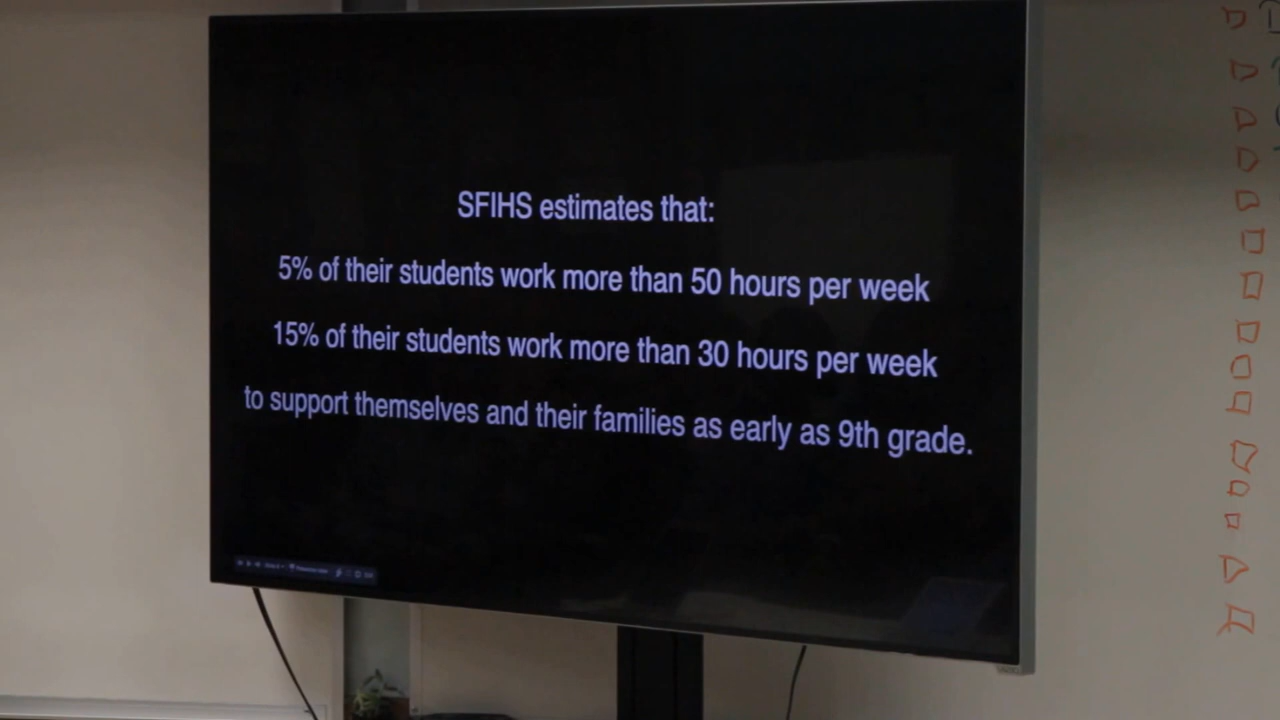 SFIHS estimates that:
5% of their students work more than 50 hours per week
15% of their students work more than 30 hours per week
to support themselves and their families as early as 9th grade.